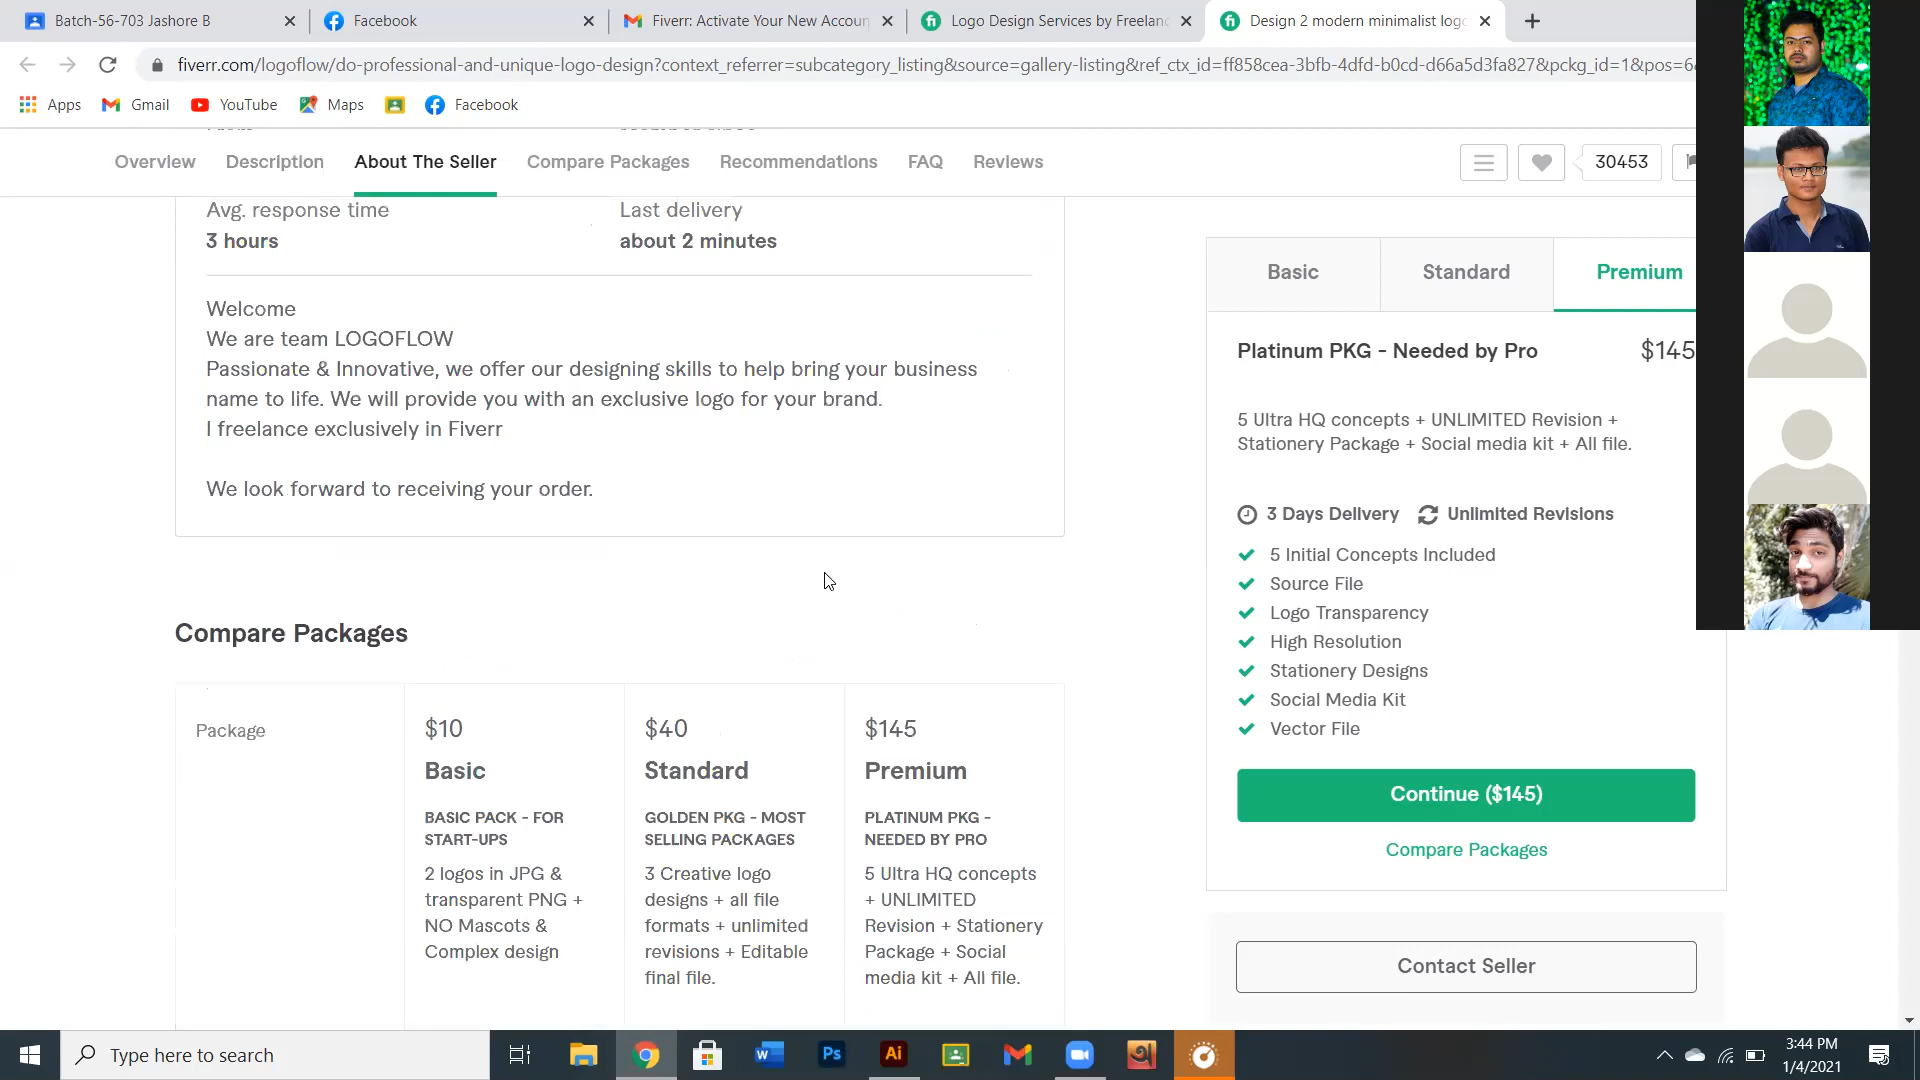 Batch-56-703 Jashore B
Facebook
Fiverr: Activate Your New Accoun
Logo Design Services by Freelanc
Design 2 modern minimalist logo
fiverr.com/logoflow/do-professional-and-unique-logo-design?context_referrer=subcategory_listing&source=gallery-listing&ref_ctx_id=ff858cea-3bfb-4dfd-b0cd-d66a5d3fa827&pckg_id=1&pos=6
Apps
Gmail
YouTube
Maps
Facebook
Overview
Description
About The Seller
Compare Packages
Recommendations
FAQ
Reviews
30453
Avg. response time
3 hours
Last delivery
about 2 minutes
Welcome
We are team LOGOFLOW
Passionate & Innovative, we offer our designing skills to help bring your business
name to life. We will provide you with an exclusive logo for your brand.
I freelance exclusively in Fiverr
We look forward to receiving your order.
Compare Packages
Package
$10
Basic
BASIC PACK - FOR
START-UPS
2 logos in JPG &
transparent PNG +
NO Mascots &
Complex design
$40
Standard
GOLDEN PKG - MOST
SELLING PACKAGES
3 Creative logo
designs + all file
formats + unlimited
revisions + Editable
final file.
$145
Premium
PLATINUM PKG -
NEEDED BY PRO
5 Ultra HQ concepts
+ UNLIMITED
Revision + Stationery
Package + Social
media kit + All file.
Basic
Standard
Premium
Platinum PKG - Needed by Pro
$145
5 Ultra HQ concepts + UNLIMITED Revision +
Stationery Package + Social media kit + All file.
3 Days Delivery
Unlimited Revisions
5 Initial Concepts Included
Source File
Logo Transparency
High Resolution
Stationery Designs
Social Media Kit
Vector File
Continue ($145)
Compare Packages
Contact Seller
Type here to search
3:44 PM
1/4/2021